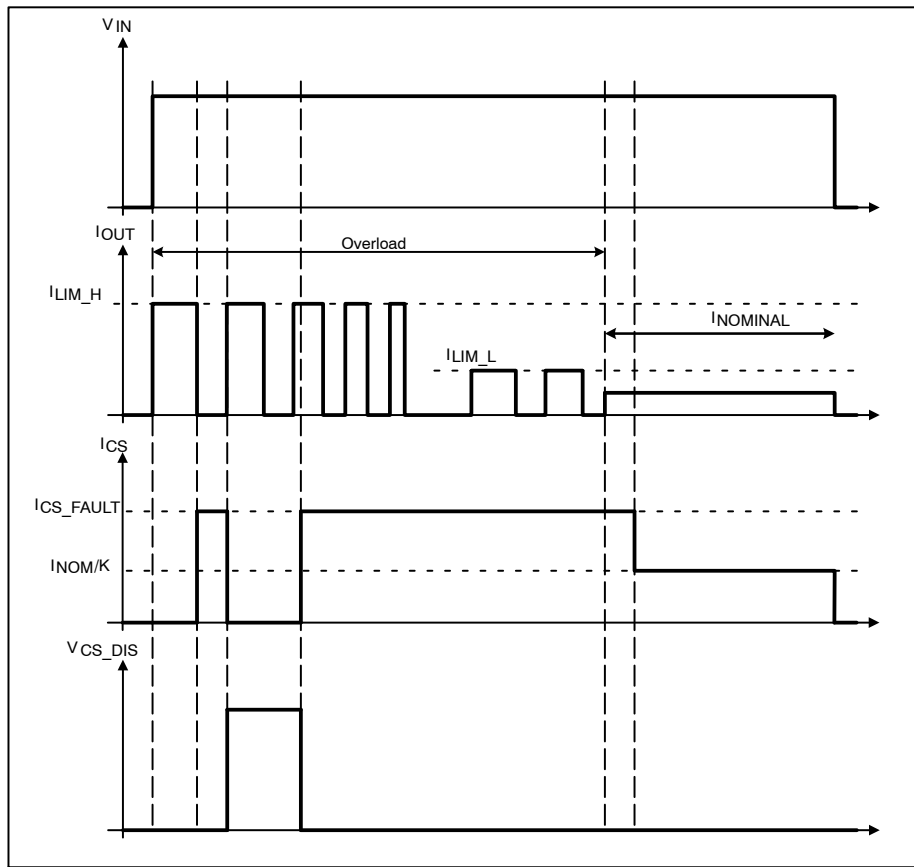 VIN
IOUT
Overload
ILIM_H
INOMINAL
ILIM_L
ICS
ICS_FAULT
INOM/K
VCS_DIS